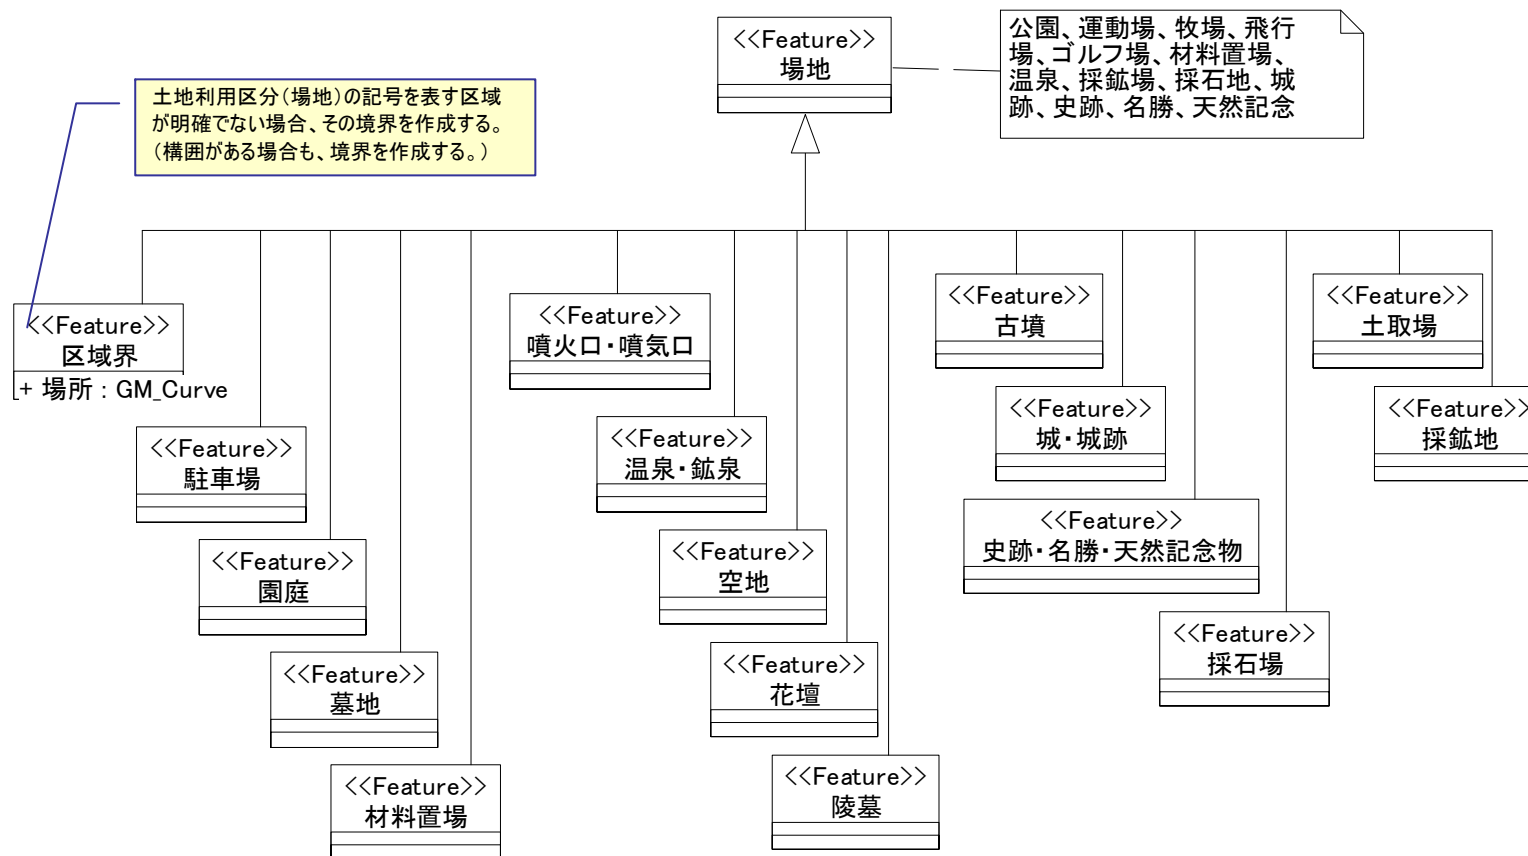 <<Feature>>
場地
公園、運動場、牧場、飛行
場、ゴルフ場、材料置場、
温泉、採鉱場、採石地、城
跡、史跡、名勝、天然記念
土地利用区分(場地)の記号を表す区域
が明確でない場合、その境界を作成する。
(構囲がある場合も、境界を作成する。)
<<Feature>>
区域界
+ 場所 : GM_Curve
<<Feature>>
駐車場
<<Feature>>
園庭
<<Feature>>
墓地
<<Feature>>
材料置場
<<Feature>>
噴火口・噴気口
<<Feature>>
温泉・鉱泉
<<Feature>>
空地
<<Feature>>
花壇
<<Feature>>
陵墓
<<Feature>>
古墳
<<Feature>>
城・城跡
<<Feature>>
史跡・名勝・天然記念物
<<Feature>>
採石場
<<Feature>>
土取場
<<Feature>>
採鉱地